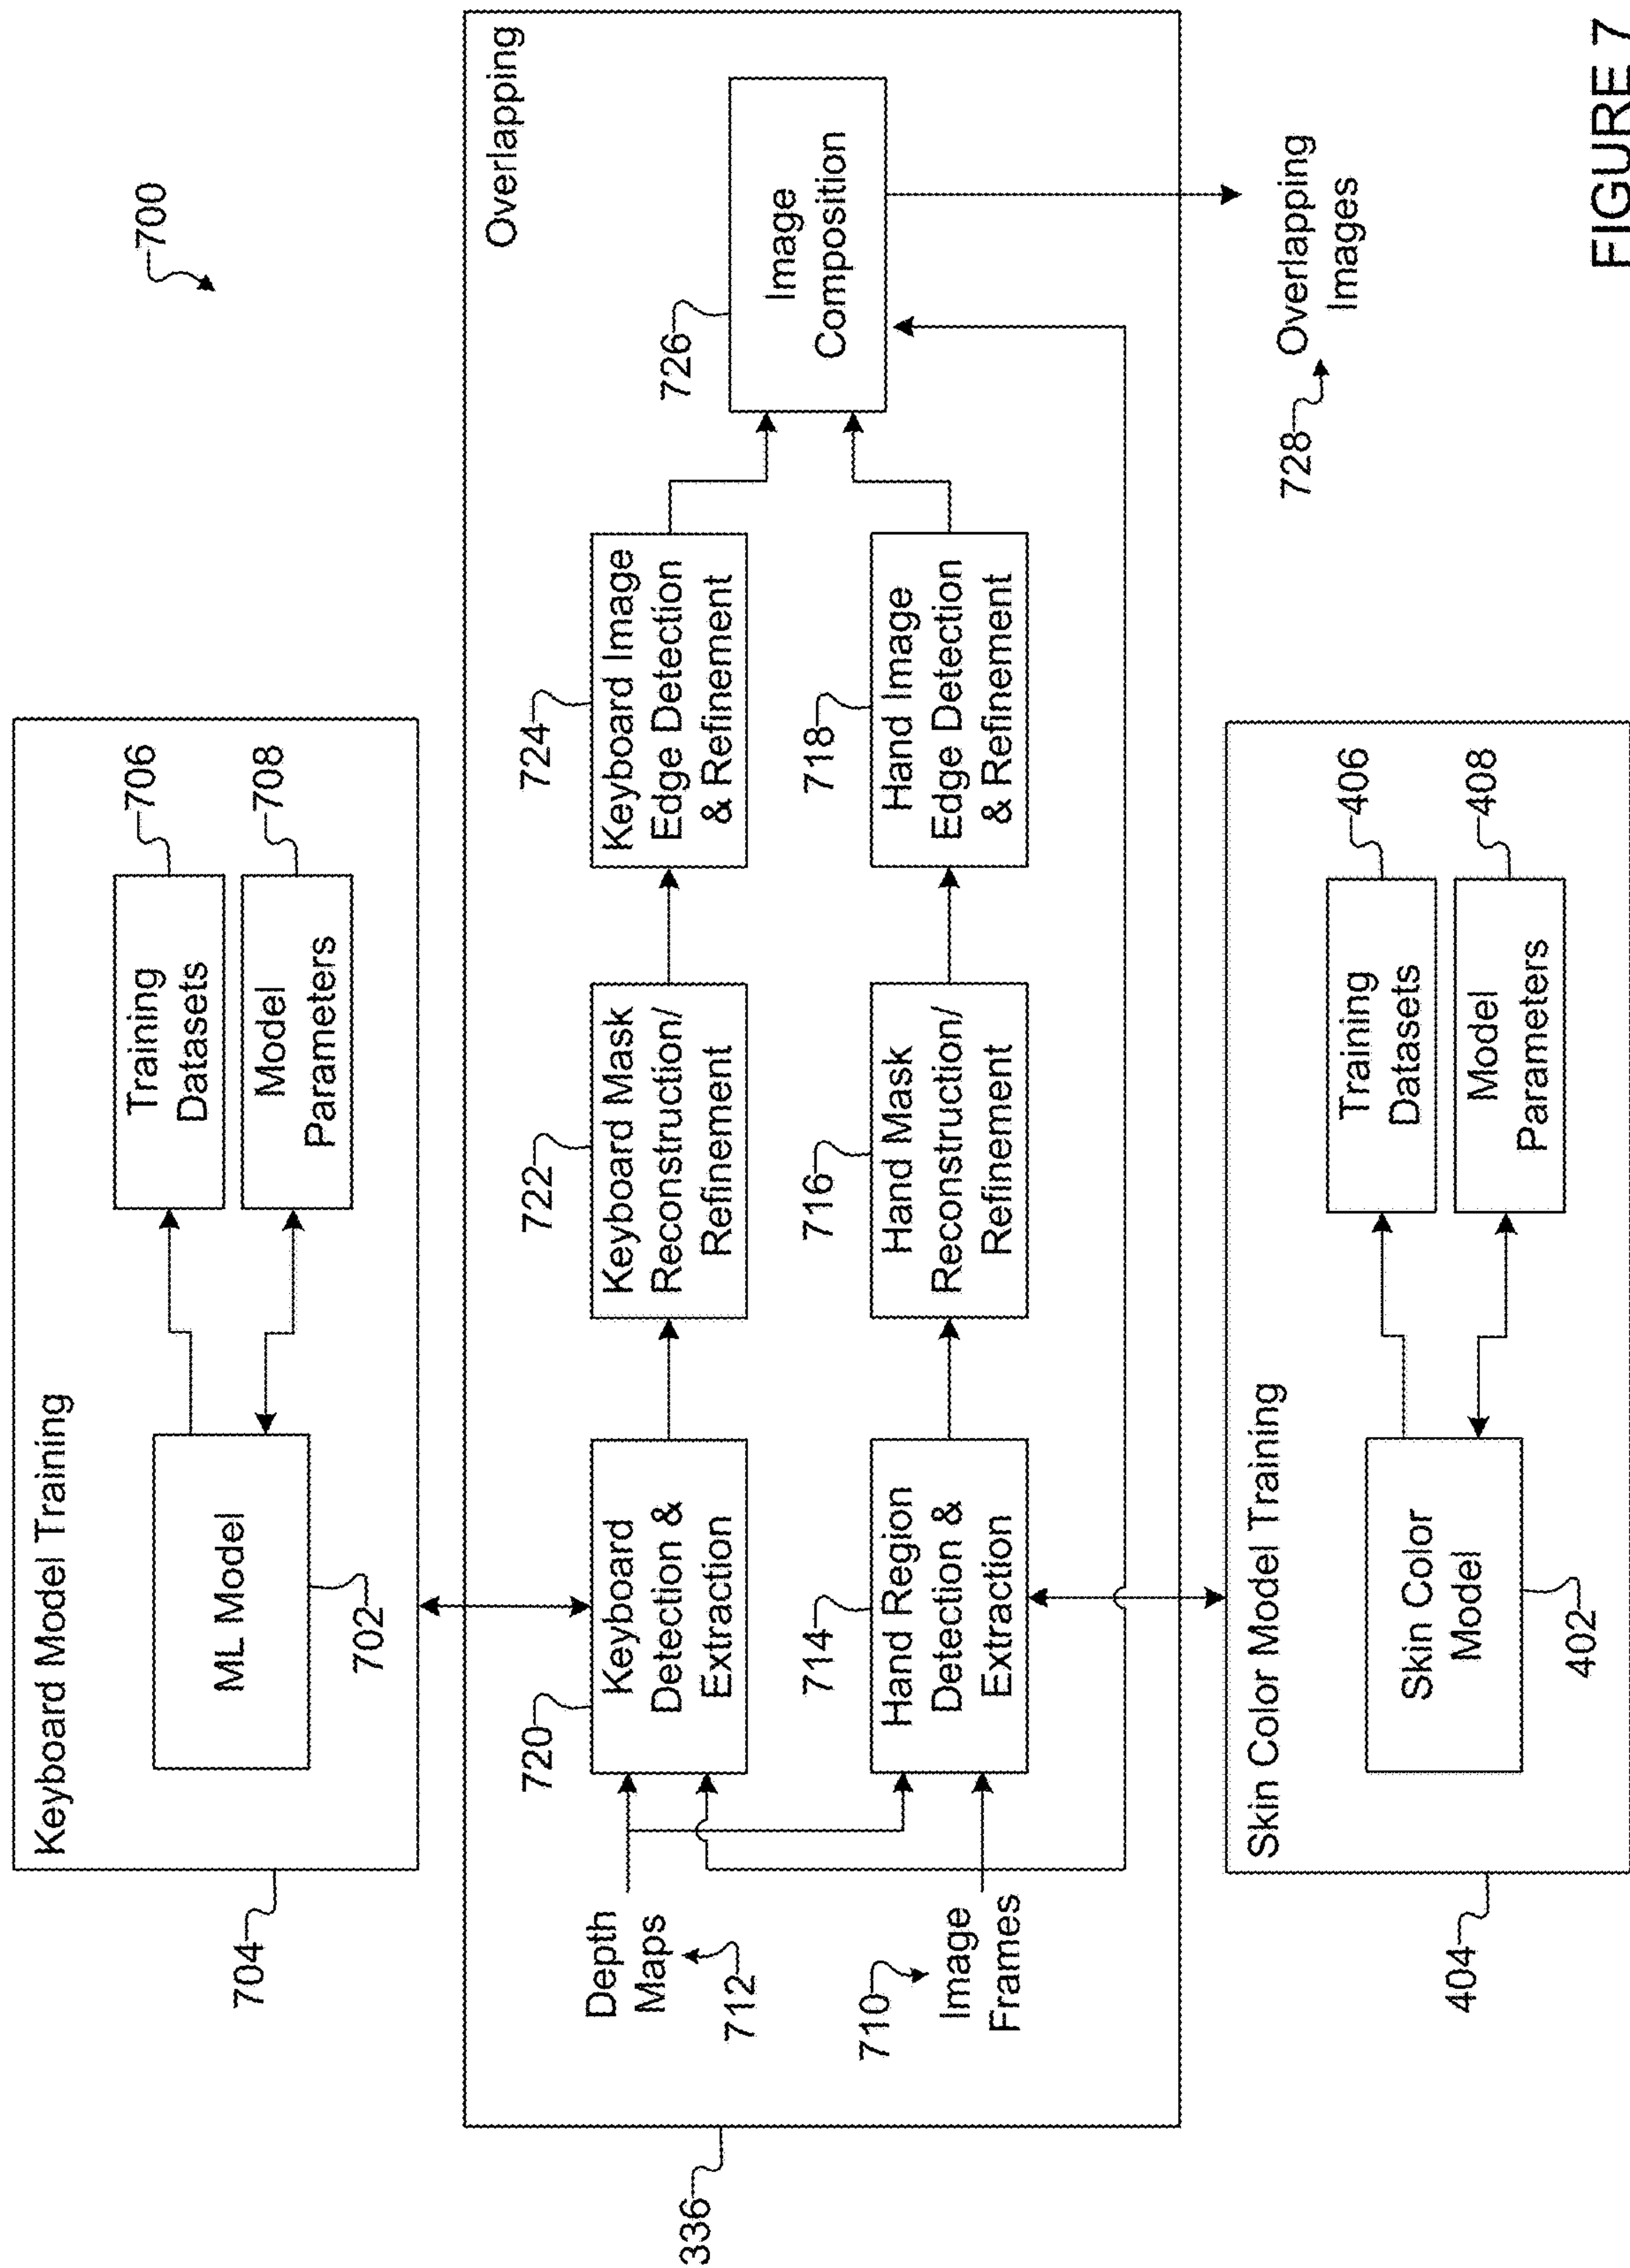 700
Keyboard Model Training
704
ML Model
702
Training
Datasets
706
Model
Parameters
708
336
Overlapping
Depth
Maps
712
710
Image
Frames
720
Keyboard
Detection &
Extraction
722
Keyboard Mask
Reconstruction/
Refinement
724
Keyboard Image
Edge Detection
& Refinement
714
Hand Region
Detection &
Extraction
716
Hand Mask
Reconstruction/
Refinement
718
Hand Image
Edge Detection
& Refinement
726
Image
Composition
728
Overlapping
Images
Skin Color Model Training
404
Skin Color
Model
402
Training
Datasets
406
Model
Parameters
408
FIGURE 7